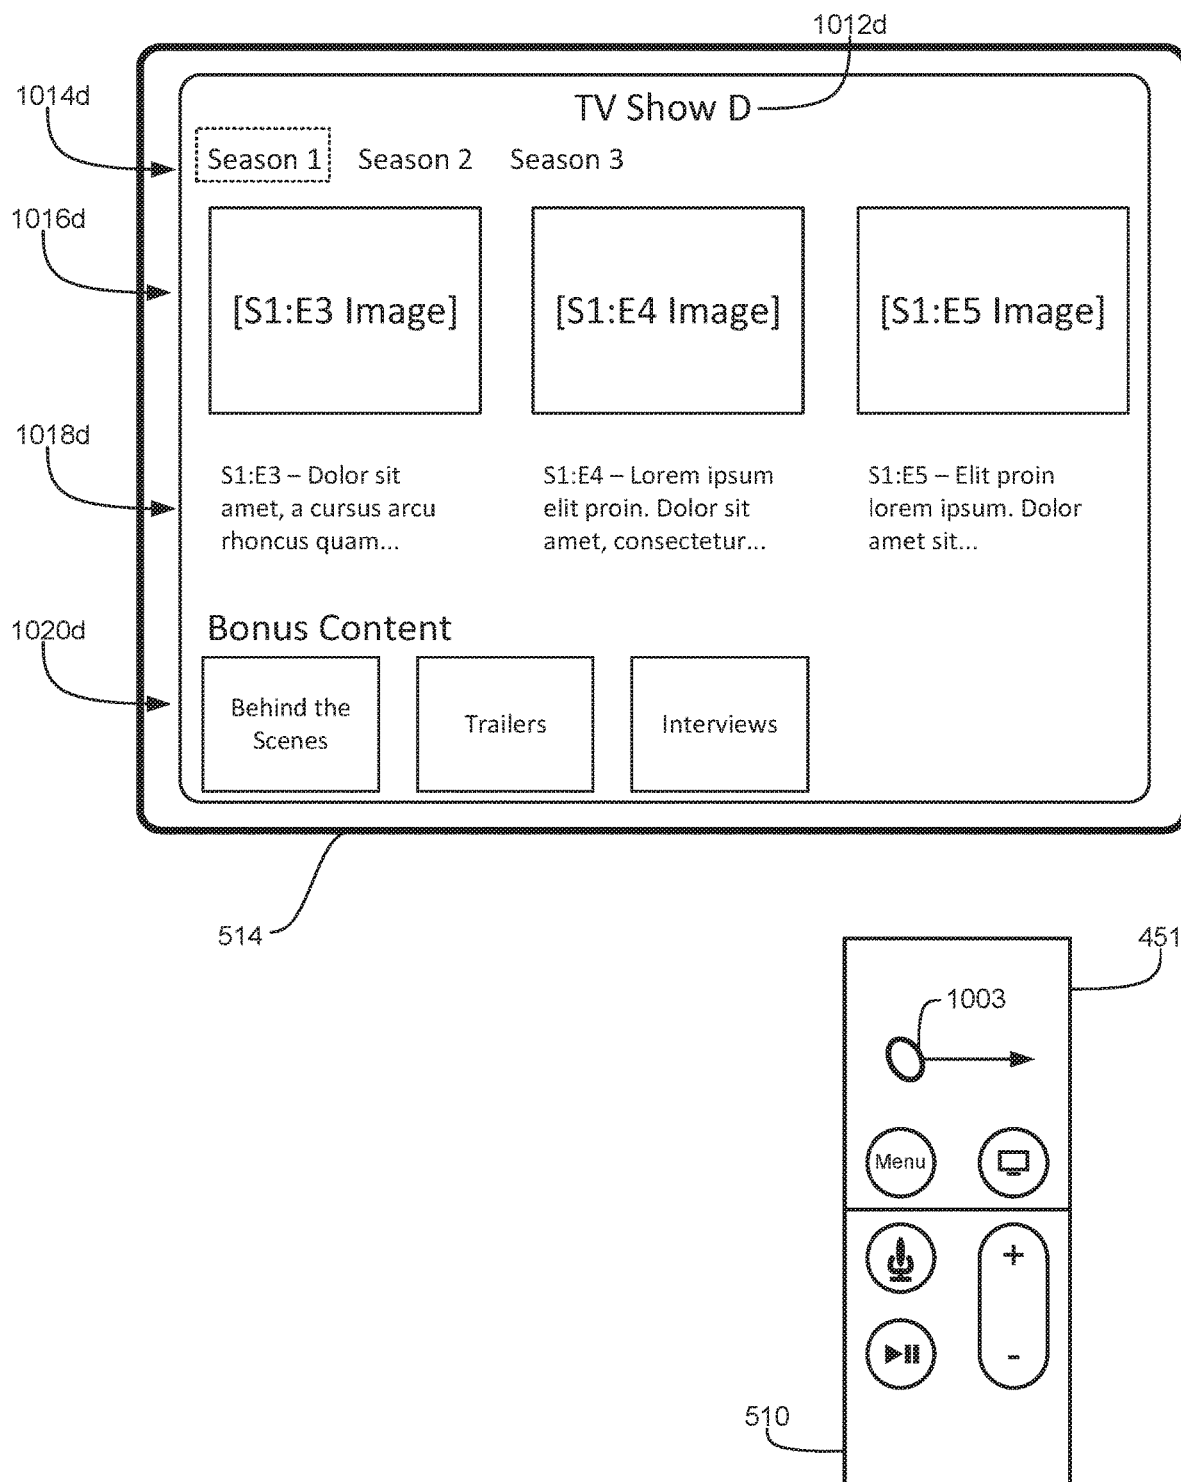 1012d
1014d
TV Show D
Season 1 Season 2 Season 3
1016d
[S1:E3 Image] [S1:E4 Image] [S1:E5 Image]
1018d
S1:E3 – Dolor sit
amet, a cursus arcu
rhoncus quam...
S1:E4 – Lorem ipsum
elit proin. Dolor sit
amet, consectetur...
S1:E5 – Elit proin
lorem ipsum. Dolor
amet sit...
1020d
Bonus Content
Behind the
Scenes
Trailers
Interviews
514
451
1003
Menu
+
-
510